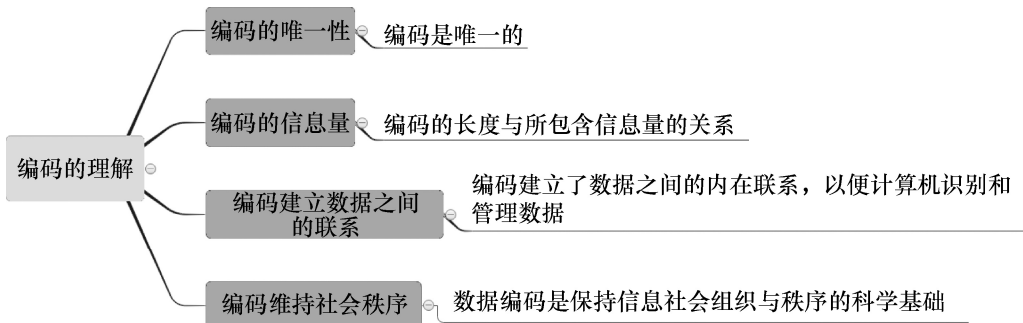 编码的理解
编码的唯一性
编码是唯一的
编码的信息量
编码的长度与所包含信息量的关系
编码建立数据之间
的联系
编码建立了数据之间的内在联系，以便计算机识别和
管理数据
编码维持社会秩序
数据编码是保持信息社会组织与秩序的科学基础